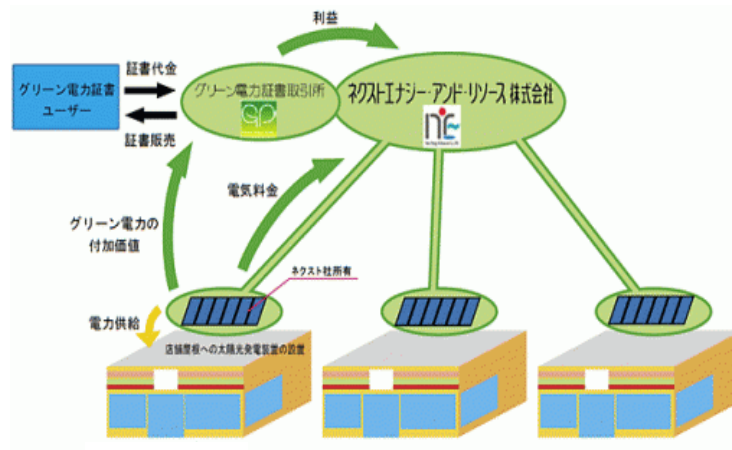 利益
証書代金
グリーン電力証書
ユーザー
グリーン電力証書取引所
ネクストエナジー・アンド・リソース 株式会社
証書販売
電気料金
グリーン電力の
付加価値
ネクスト社所有
電力供給
店舗屋根への太陽光発電装置の設置